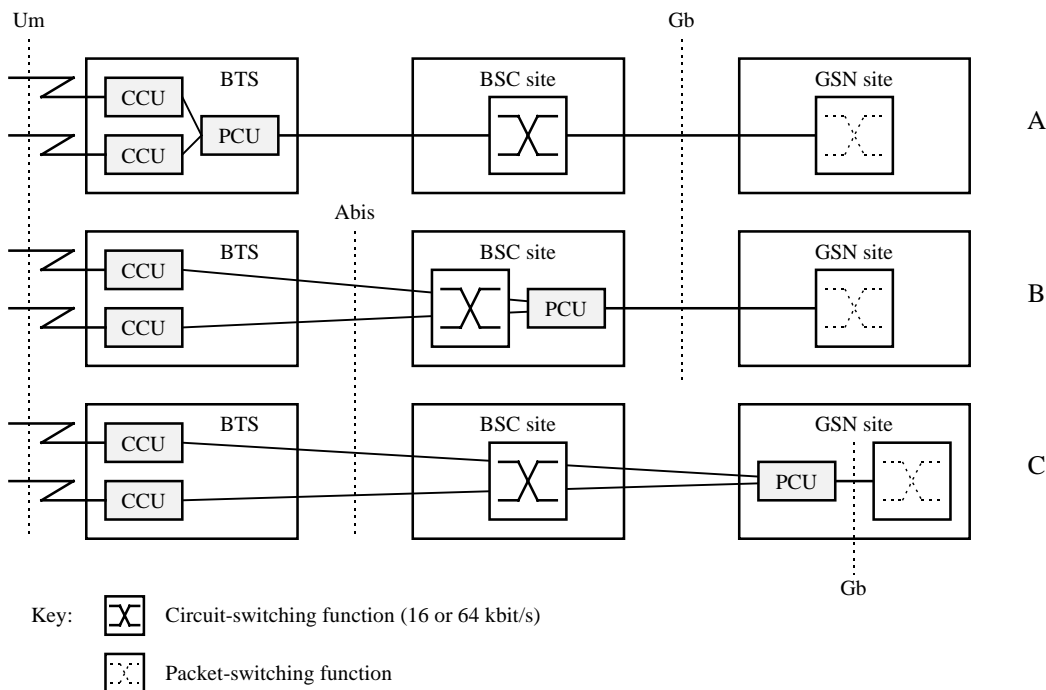 Um
Gb
BTS
BSC site
GSN site
CCU
CCU
PCU
A
Abis
BTS
BSC site
GSN site
CCU
CCU
PCU
B
BTS
BSC site
GSN site
CCU
CCU
PCU
C
Gb
Key:
Circuit-switching function (16 or 64 kbit/s)
Packet-switching function